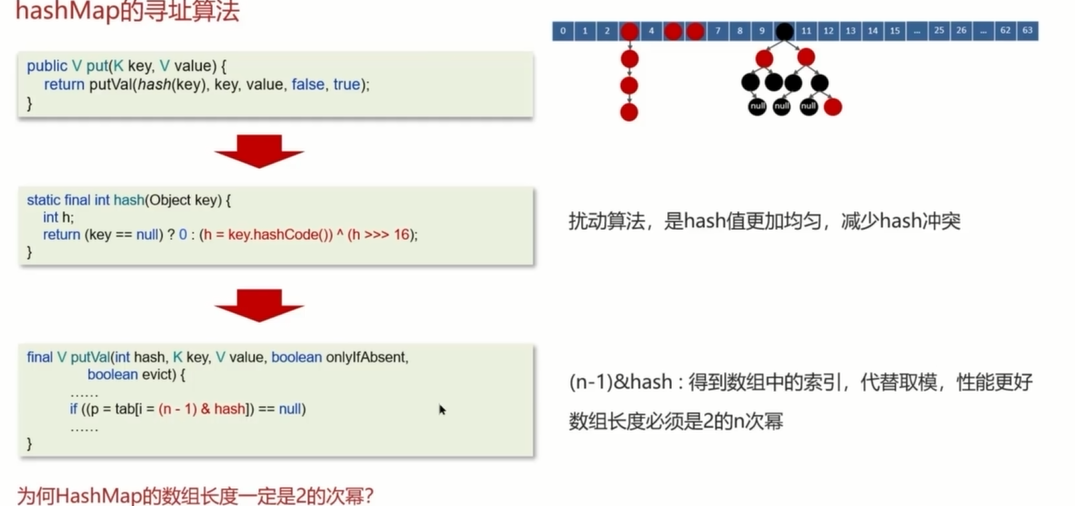 hashMap的寻址算法
0 1 2 4 7 8 9 11 12 13 14 15 ... 25 26 ... 62 63
null null null
public V put(K key, V value) {
return putVal(hash(key), key, value, false, true);
}
static final int hash(Object key) {
int h;
return (key == null) ? 0 : (h = key.hashCode()) ^ (h >>> 16);
}
扰动算法，是hash值更加均匀，减少hash冲突
final V putVal(int hash, K key, V value, boolean onlyIfAbsent,
boolean evict) {
……
if ((p = tab[i = (n - 1) & hash]) == null)
……
}
(n-1)&hash : 得到数组中的索引，代替取模，性能更好
数组长度必须是2的n次幂
为何HashMap的数组长度一定是2的次幂？